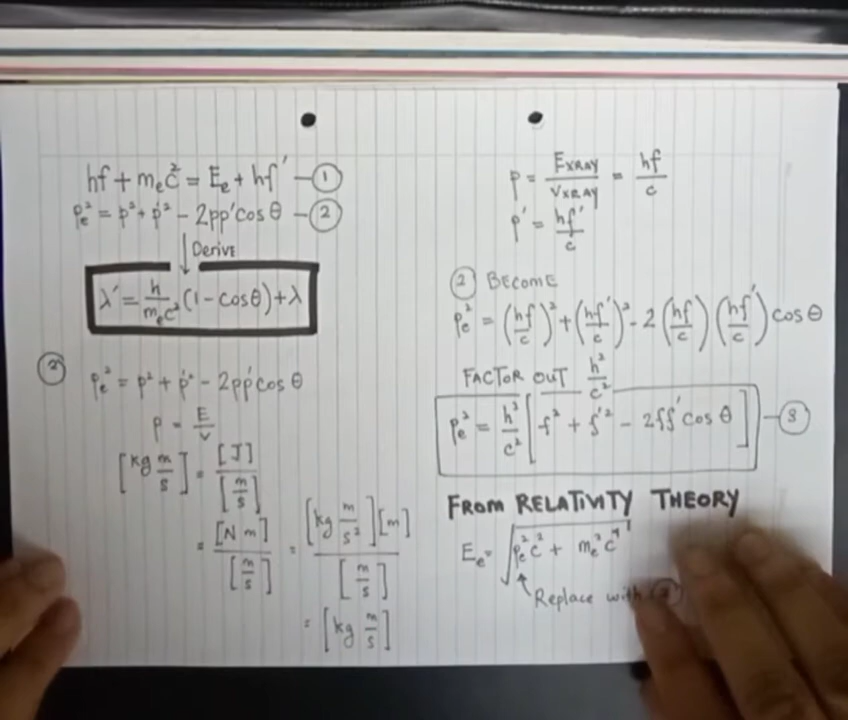 hf + mₑc² = Eₑ + hf′ — ①
pₑ² = p² + p′² − 2pp′cos θ — ②
↓ Derive
λ′ = h/mₑc² (1 − cosθ) + λ
② pₑ² = p² + p′² − 2pp′cos θ
p = E/v
[kg m/s] = [J]/[m/s]
= [N m]/[m/s] = [kg m/s²][m]/[m/s]
= [kg m/s]
p = EXRAY/VXRAY = hf/c
p′ = hf′/c
② BECOME
pₑ² = (hf/c)² + (hf′/c)² − 2(hf/c)(hf′/c) cos θ
FACTOR OUT h²/c²
pₑ² = h²/c² [f² + f′² − 2ff′cos θ] — ③
FROM RELATIVITY THEORY
Eₑ = √(pₑ²c² + mₑ²c⁴)
↑ Replace with